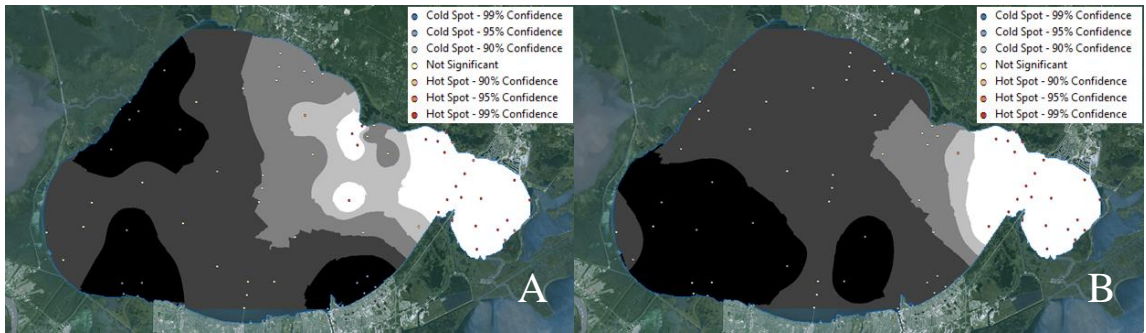 Cold Spot - 99% Confidence
Cold Spot - 95% Confidence
Cold Spot - 90% Confidence
Not Significant
Hot Spot - 90% Confidence
Hot Spot - 95% Confidence
Hot Spot - 99% Confidence
A
Cold Spot - 99% Confidence
Cold Spot - 95% Confidence
Cold Spot - 90% Confidence
Not Significant
Hot Spot - 90% Confidence
Hot Spot - 95% Confidence
Hot Spot - 99% Confidence
B